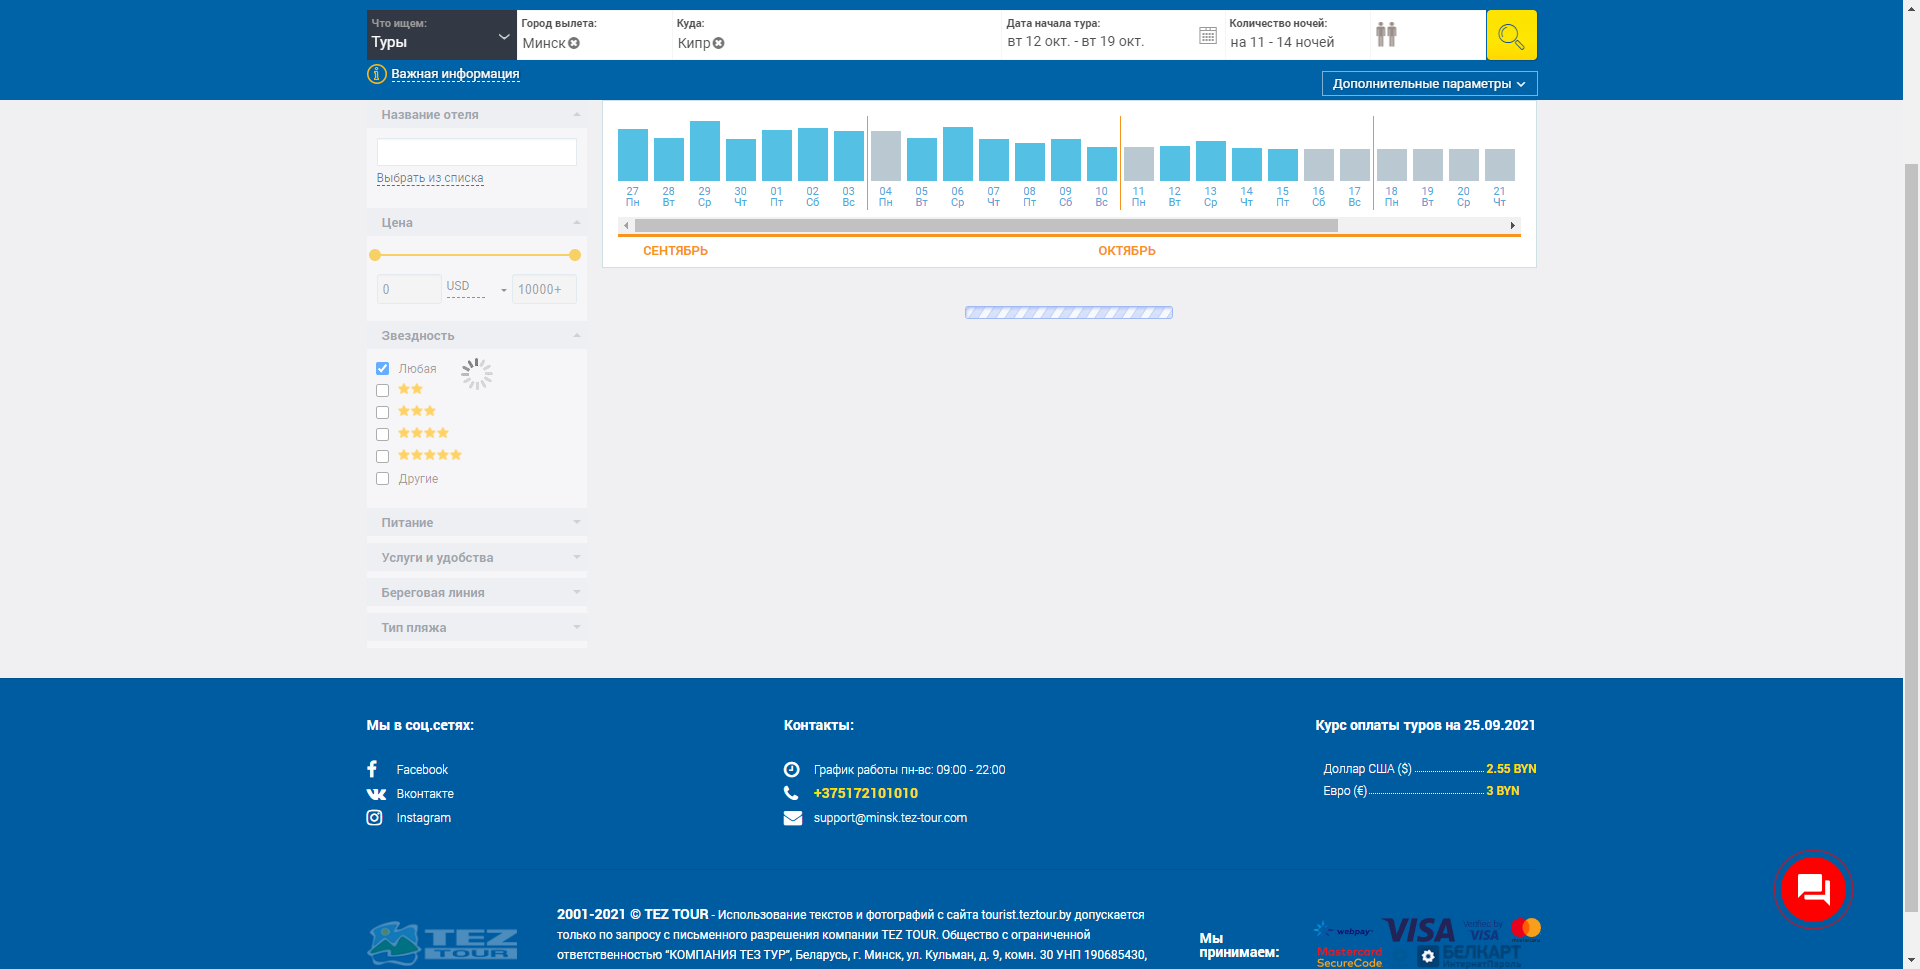 Что ищем:
Туры
Город вылета:
Минск
Куда:
Кипр
Дата начала тура:
вт 12 окт. - вт 19 окт.
Количество ночей:
на 11 - 14 ночей
Важная информация
Дополнительные параметры
Название отеля
Выбрать из списка
Цена
0
USD
10000+
Звездность
Любая
Другие
Питание
Услуги и удобства
Береговая линия
Тип пляжа
27 28 29 30 01 02 03 04 05 06 07 08 09 10 11 12 13 14 15 16 17 18 19 20 21
Пн Вт Ср Чт Пт Сб Вс Пн Вт Ср Чт Пт Сб Вс Пн Вт Ср Чт Пт Сб Вс Пн Вт Ср Чт
СЕНТЯБРЬ
ОКТЯБРЬ
Мы в соц.сетях:
Facebook
Вконтакте
Instagram
Контакты:
График работы пн-вс: 09:00 - 22:00
+375172101010
support@minsk.tez-tour.com
Курс оплаты туров на 25.09.2021
Доллар США ($) 2.55 BYN
Евро (€) 3 BYN
TEZ
TOUR
2001-2021 © TEZ TOUR - Использование текстов и фотографий с сайта tourist.teztour.by допускается
только по запросу с письменного разрешения компании TEZ TOUR. Общество с ограниченной
ответственностью "КОМПАНИЯ ТЕЗ ТУР", Беларусь, г. Минск, ул. Кульман, д. 9, комн. 30 УНП 190685430,
Мы
принимаем:
webpay
VISA
Verified by
VISA
Mastercard
SecureCode
БЕЛКАРТ
ИнтернетПароль